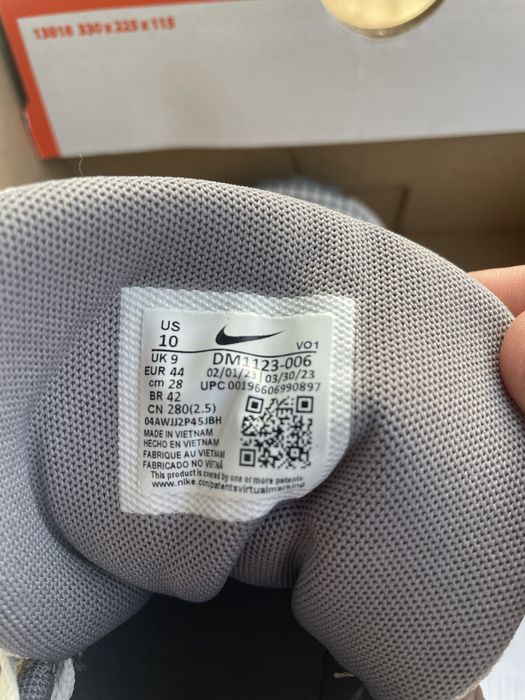 13818 330 x 225 x 115
US
10
VO1
UK 9
DM1123-006
EUR 44
02/01/23 03/30/23
cm 28
UPC 00196606990897
BR 42
CN 280(2.5)
04AWJJ2P45JBH
MADE IN VIETNAM
HECHO EN VIETNAM
FABRIQUE AU VIETNAM
FABRICADO NO VIETNÃ
This product is covered by one or more patents.
www.nike.com/patentsvirtualmarking